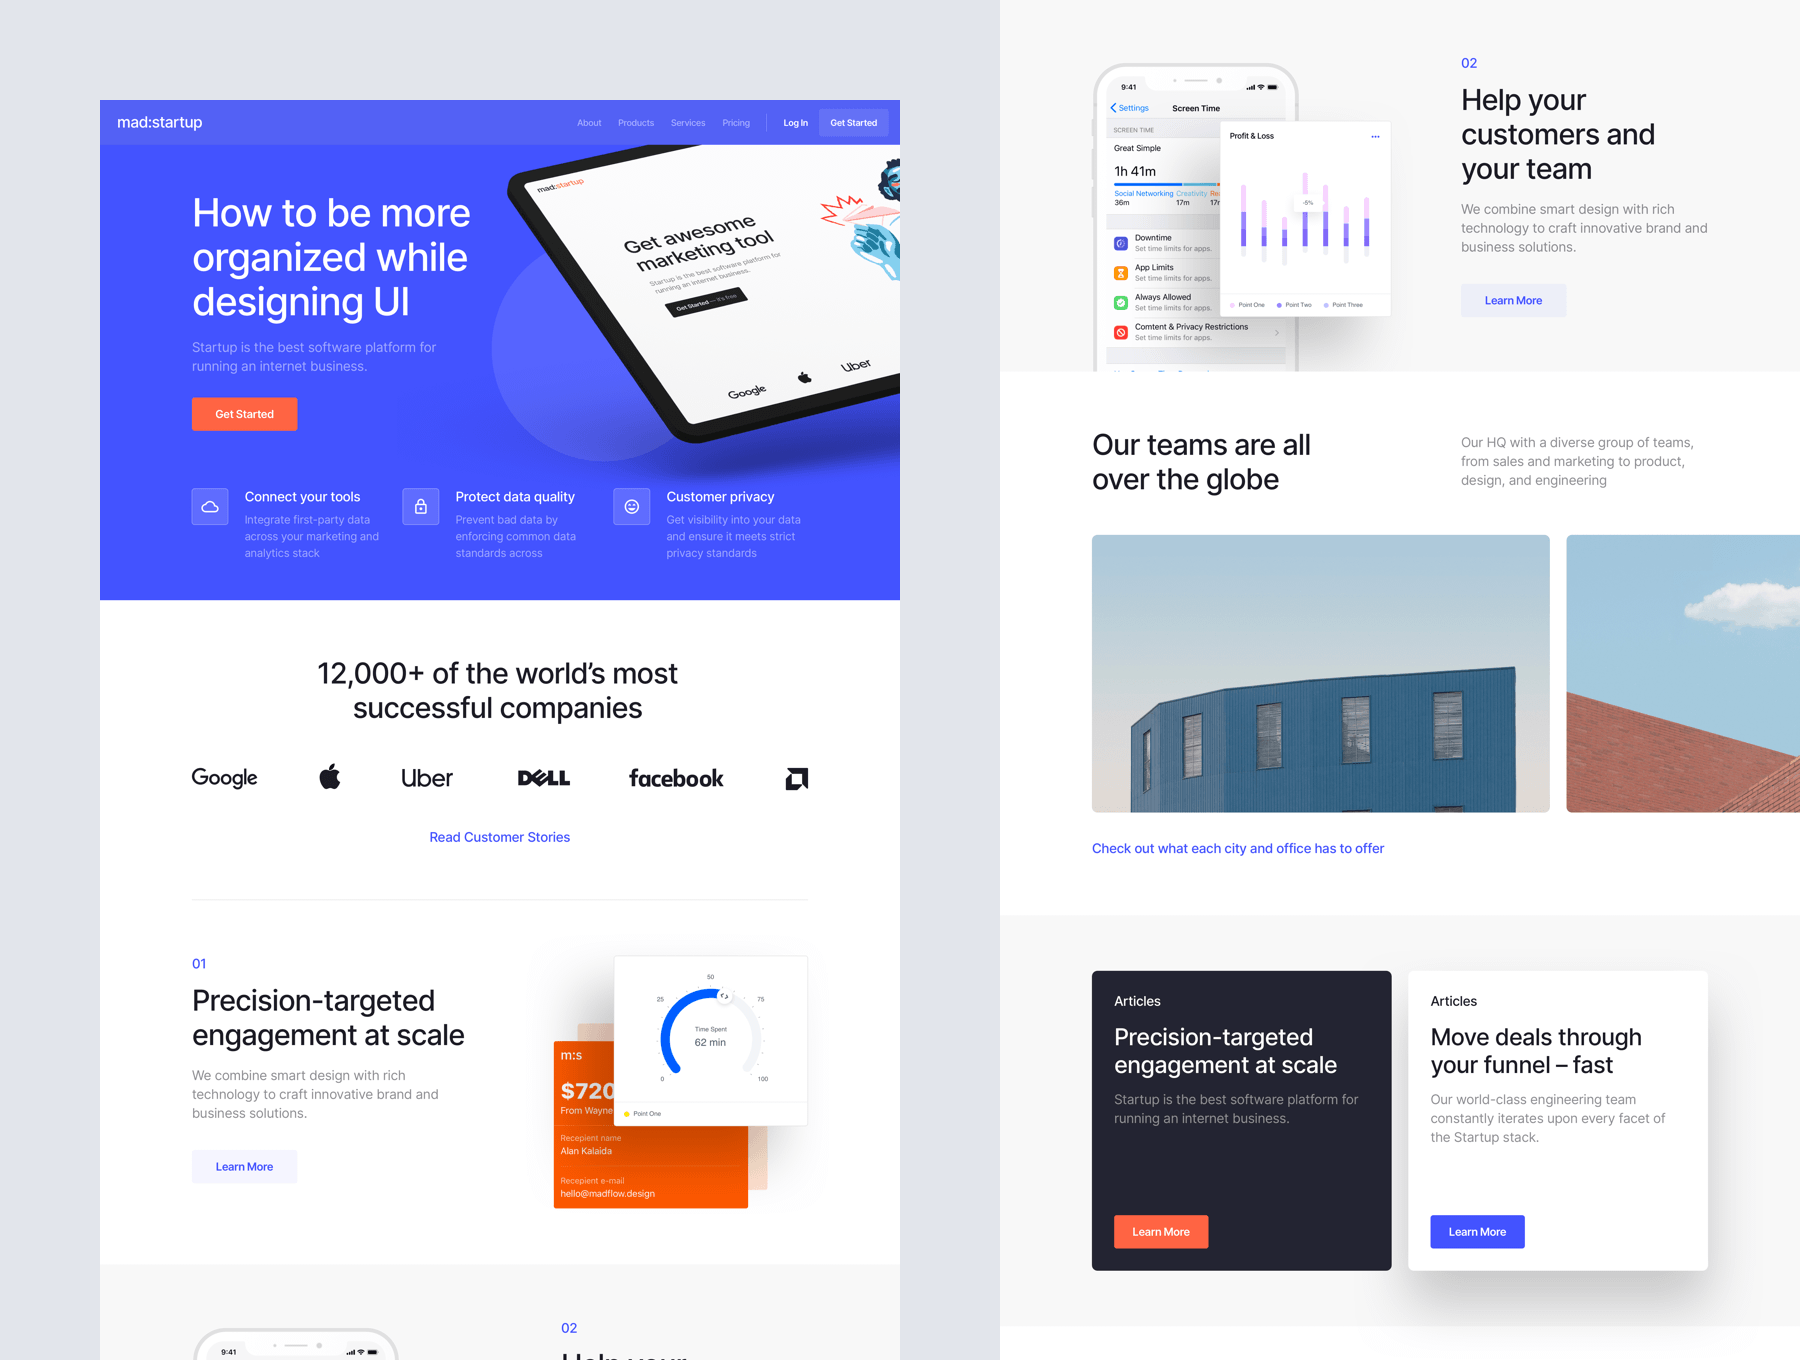 mad:startup
About
Products
Services
Pricing
Log In
Get Started
How to be more
organized while
designing UI
Startup is the best software platform for
running an internet business.
Get Started
mad:startup
Get awesome
marketing tool
Startup is the best software platform for
running an internet business.
Get Started — it's free
Google
Uber
Connect your tools
Integrate first-party data
across your marketing and
analytics stack
Protect data quality
Prevent bad data by
enforcing common data
standards across
Customer privacy
Get visibility into your data
and ensure it meets strict
privacy standards
12,000+ of the world's most
successful companies
Google
Uber
DELL
facebook
Read Customer Stories
01
Precision-targeted
engagement at scale
We combine smart design with rich
technology to craft innovative brand and
business solutions.
Learn More
m:s
$720
From Wayne
Recepient name
Alan Kalaida
Recepient e-mail
hello@madflow.design
0
25
50
75
100
Time Spent
62 min
Point One
9:41
02
Help your
9:41
Settings
Screen Time
SCREEN TIME
Great Simple
1h 41m
Social Networking
Creativity
Re
36m
17m
17m
Downtime
Set time limits for apps.
App Limits
Set time limits for apps.
Always Allowed
Set time limits for apps.
Comtent & Privacy Restrictions
Set time limits for apps.
Profit & Loss
-5%
Point One
Point Two
Point Three
02
Help your
customers and
your team
We combine smart design with rich
technology to craft innovative brand and
business solutions.
Learn More
Our teams are all
over the globe
Our HQ with a diverse group of teams,
from sales and marketing to product,
design, and engineering
Check out what each city and office has to offer
Articles
Precision-targeted
engagement at scale
Startup is the best software platform for
running an internet business.
Learn More
Articles
Move deals through
your funnel – fast
Our world-class engineering team
constantly iterates upon every facet of
the Startup stack.
Learn More